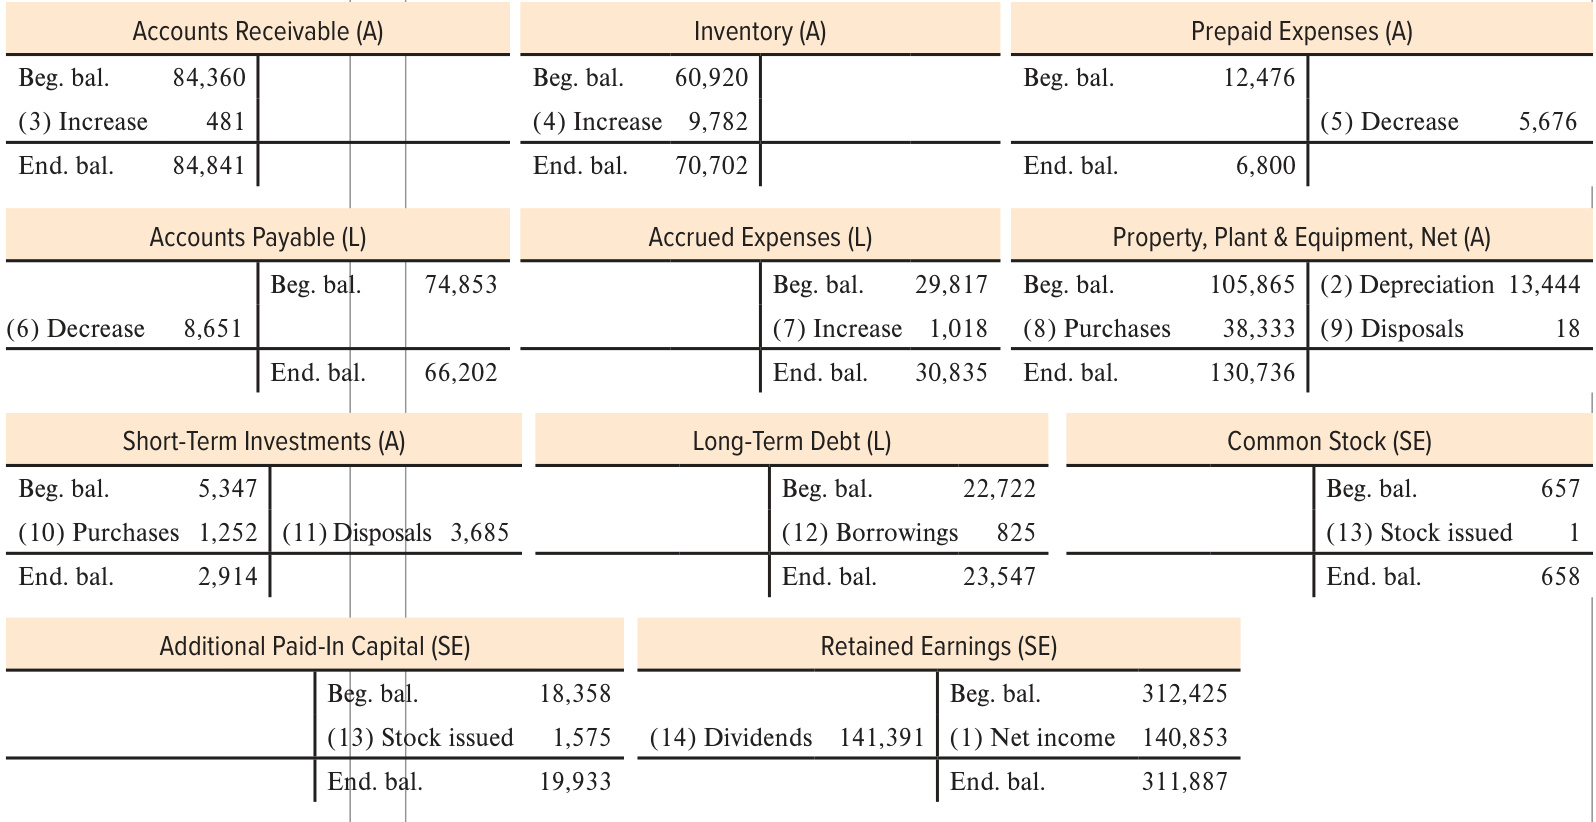 Accounts Receivable (A) Inventory (A) Prepaid Expenses (A)
Beg. bal. 84,360 Beg. bal. 60,920 Beg. bal. 12,476
(3) Increase 481 (4) Increase 9,782 (5) Decrease 5,676
End. bal. 84,841 End. bal. 70,702 End. bal. 6,800
Accounts Payable (L) Accrued Expenses (L) Property, Plant & Equipment, Net (A)
Beg. bal. 74,853 Beg. bal. 29,817 Beg. bal. 105,865 (2) Depreciation 13,444
(6) Decrease 8,651 (7) Increase 1,018 (8) Purchases 38,333 (9) Disposals 18
End. bal. 66,202 End. bal. 30,835 End. bal. 130,736
Short-Term Investments (A) Long-Term Debt (L) Common Stock (SE)
Beg. bal. 5,347 Beg. bal. 22,722 Beg. bal. 657
(10) Purchases 1,252 (11) Disposals 3,685 (12) Borrowings 825 (13) Stock issued 1
End. bal. 2,914 End. bal. 23,547 End. bal. 658
Additional Paid-In Capital (SE) Retained Earnings (SE)
Beg. bal. 18,358 Beg. bal. 312,425
(13) Stock issued 1,575 (14) Dividends 141,391 (1) Net income 140,853
End. bal. 19,933 End. bal. 311,887